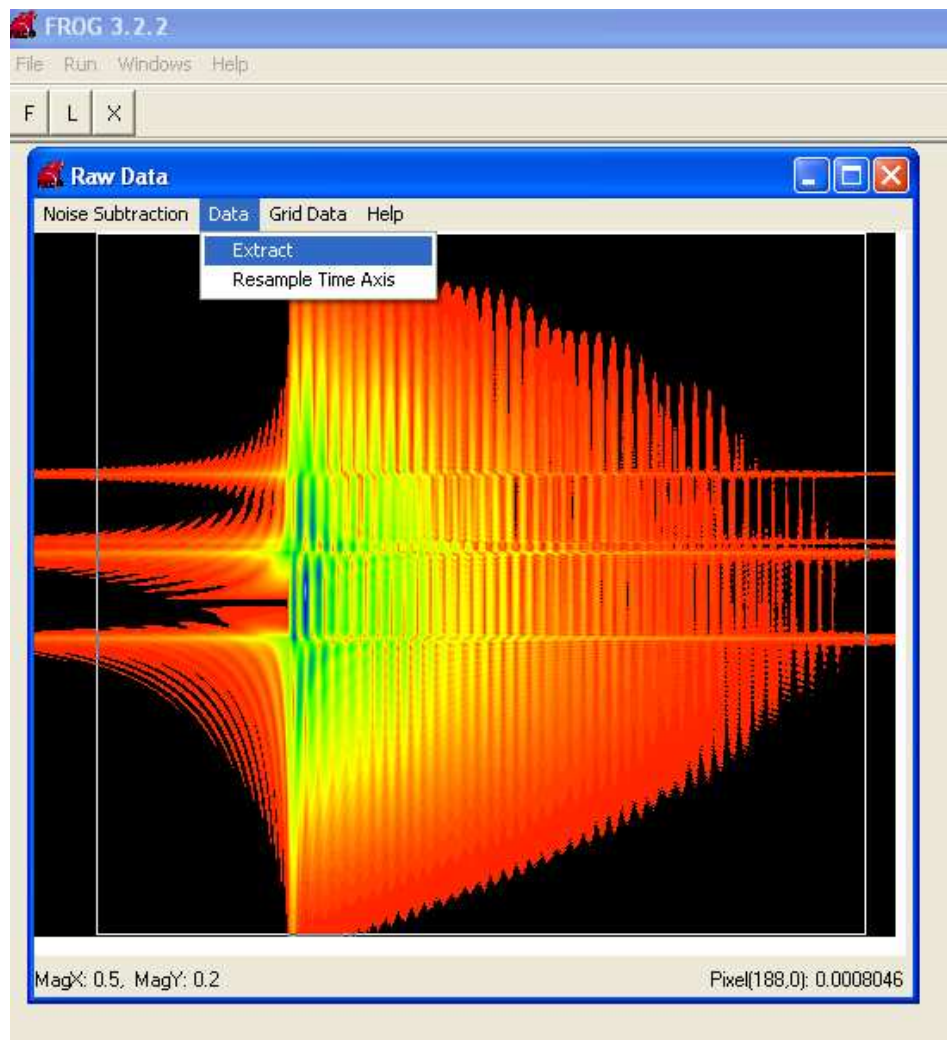 FROG 3.2.2
File Run Windows Help
F L X
Raw Data
Noise Subtraction Data Grid Data Help
Extract
Resample Time Axis
MagX: 0.5, MagY: 0.2 Pixel(188,0): 0.0008046